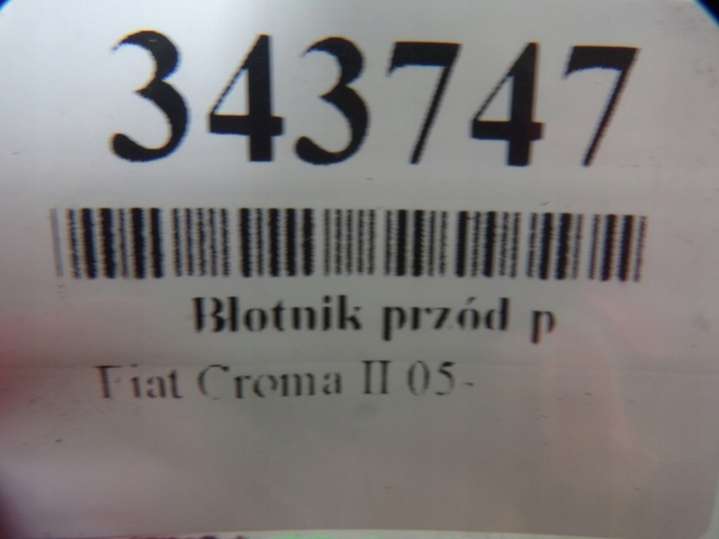 343747
Błotnik przód p
Fiat Croma II 05-